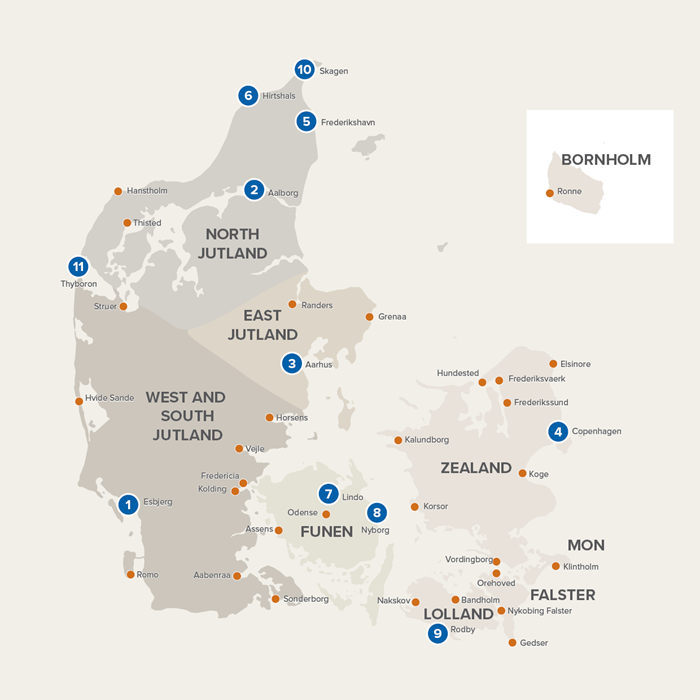 10
Skagen
6
Hirtshals
5
Frederikshavn
BORNHOLM
Ronne
Hanstholm
2
Aalborg
Thisted
NORTH
JUTLAND
11
Thyboron
Struer
Randers
EAST
JUTLAND
Grenaa
3
Aarhus
Elsinore
Hundested
Frederiksvaerk
Frederikssund
Hvide Sande
WEST AND
SOUTH
JUTLAND
Horsens
4
Copenhagen
Kalundborg
Vejle
ZEALAND
Koge
Fredericia
Kolding
7
Lindo
1
Esbjerg
Odense
8
Nyborg
Korsor
Assens
FUNEN
MON
Vordingborg
Klintholm
Romo
Aabenraa
Orehoved
FALSTER
Sonderborg
Nakskov
Bandholm
LOLLAND
Nykobing Falster
9
Rodby
Gedser